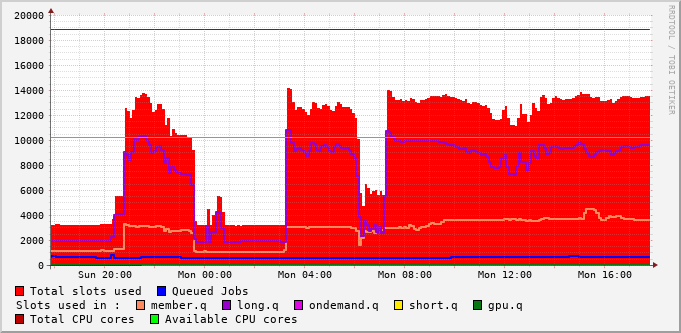 20000
18000
16000
14000
12000
10000
8000
6000
4000
2000
0
Sun 20:00 Mon 00:00 Mon 04:00 Mon 08:00 Mon 12:00 Mon 16:00
RRDTOOL / TOBI OETIKER
Total slots used Queued Jobs
Slots used in : member.q long.q ondemand.q short.q gpu.q
Total CPU cores Available CPU cores